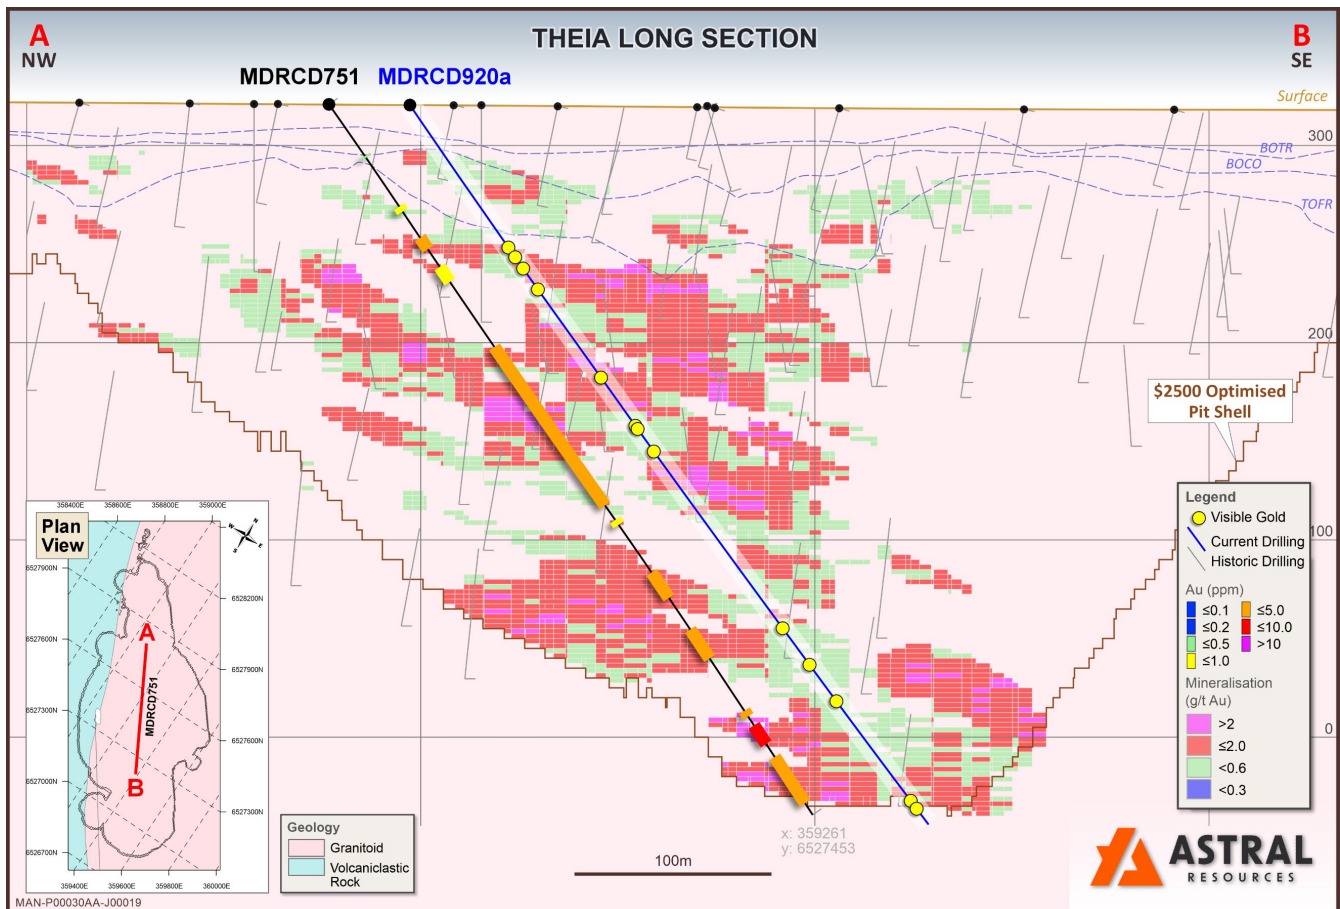 THEIA LONG SECTION
A
NW
B
SE
MDRCD751
MDRCD920a
Surface
300
BOTR
BOCO
TOFR
200
$2500 Optimised
Pit Shell
100
0
Legend
Visible Gold
Current Drilling
Historic Drilling
Au (ppm)
≤0.1
≤5.0
≤0.2
≤10.0
≤0.5
>10
≤1.0
Mineralisation
(g/t Au)
>2
≤2.0
<0.6
<0.3
Plan
View
358400E
358600E
358800E
359000E
N
E
S
W
6527900N
6527600N
6527300N
6527000N
6526700N
6528200N
6527900N
6527600N
6527300N
A
MDRCD751
B
359400E
359600E
359800E
360000E
Geology
Granitoid
Volcaniclastic
Rock
x: 359261
y: 6527453
100m
ASTRAL
RESOURCES
MAN-P00030AA-J00019